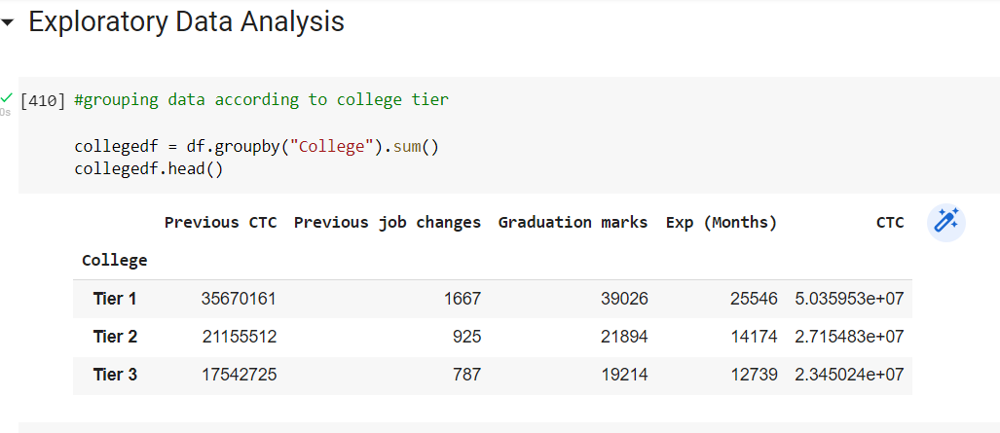 Exploratory Data Analysis
[410] #grouping data according to college tier
0s
collegedf = df.groupby("College").sum()
collegedf.head()
Previous CTC Previous job changes Graduation marks Exp (Months) CTC
College
Tier 1 35670161 1667 39026 25546 5.035953e+07
Tier 2 21155512 925 21894 14174 2.715483e+07
Tier 3 17542725 787 19214 12739 2.345024e+07